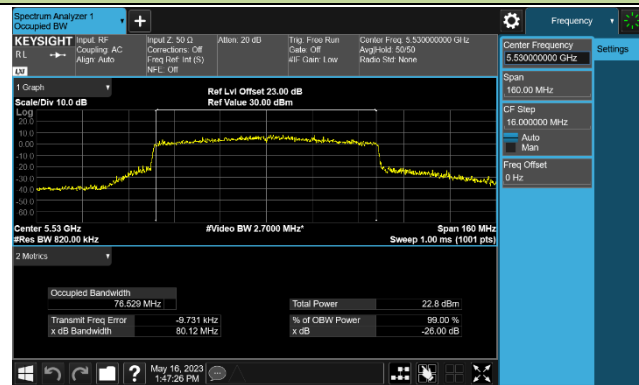 Spectrum Analyzer 1
Occupied BW
Frequency
KEYSIGHT
RL
Input: RF
Coupling: AC
Align: Auto
Input Z: 50 Ω
Corrections: Off
Freq Ref: Int (S)
NFE: Off
Atten: 20 dB
Trig: Free Run
Gate: Off
#IF Gain: Low
Center Freq: 5.530000000 GHz
Avg|Hold: 50/50
Radio Std: None
LXI
Center Frequency
5.530000000 GHz
Settings
Span
160.00 MHz
CF Step
16.000000 MHz
Auto
Man
Freq Offset
0 Hz
1 Graph
Scale/Div 10.0 dB
Ref Lvl Offset 23.00 dB
Ref Value 30.00 dBm
Log
20.0
10.0
0.00
-10.0
-20.0
-30.0
-40.0
-50.0
-60.0
Center 5.53 GHz
#Res BW 820.00 kHz
#Video BW 2.7000 MHz*
Span 160 MHz
Sweep 1.00 ms (1001 pts)
2 Metrics
Occupied Bandwidth
76.529 MHz
Transmit Freq Error
-9.731 kHz
x dB Bandwidth
80.12 MHz
Total Power
22.8 dBm
% of OBW Power
99.00 %
x dB
-26.00 dB
?
May 16, 2023
1:47:26 PM